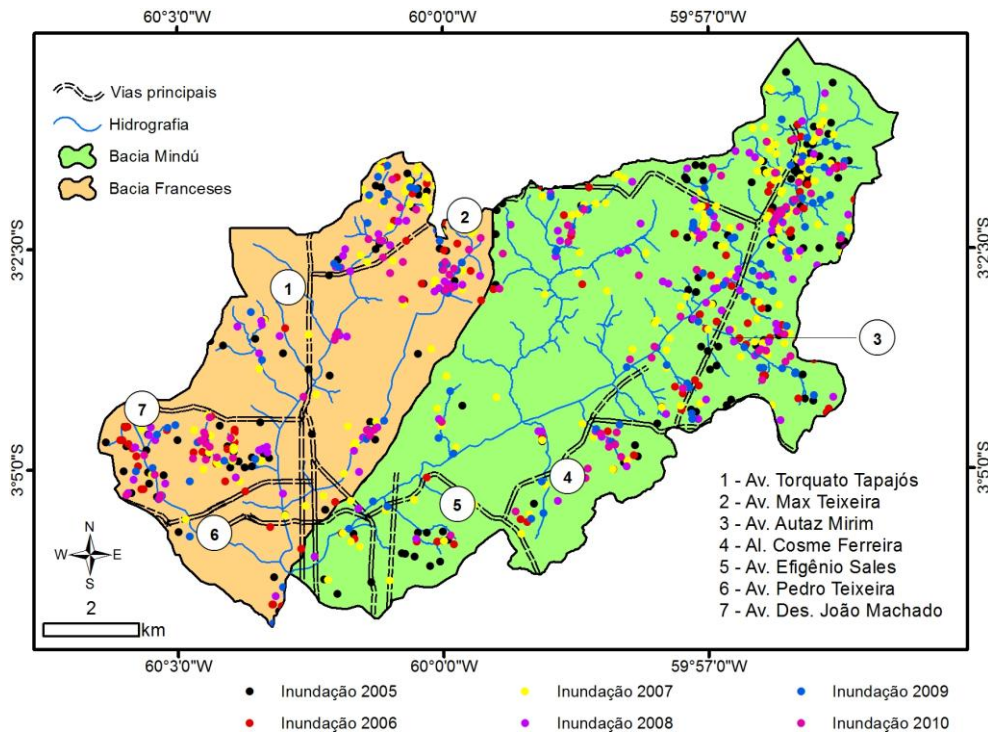 60°3'0"W 60°0'0"W 59°57'0"W
Vias principais
Hidrografia
Bacia Mindú
Bacia Franceses
2
1
3°2'30"S 3°2'30"S
3
7
3°5'0"S 3°5'0"S
4
5
6
1 - Av. Torquato Tapajós
2 - Av. Max Teixeira
3 - Av. Autaz Mirim
4 - Al. Cosme Ferreira
5 - Av. Efigênio Sales
6 - Av. Pedro Teixeira
7 - Av. Des. João Machado
N
W E
S
2
km
60°3'0"W 60°0'0"W 59°57'0"W
Inundação 2005 Inundação 2007 Inundação 2009
Inundação 2006 Inundação 2008 Inundação 2010